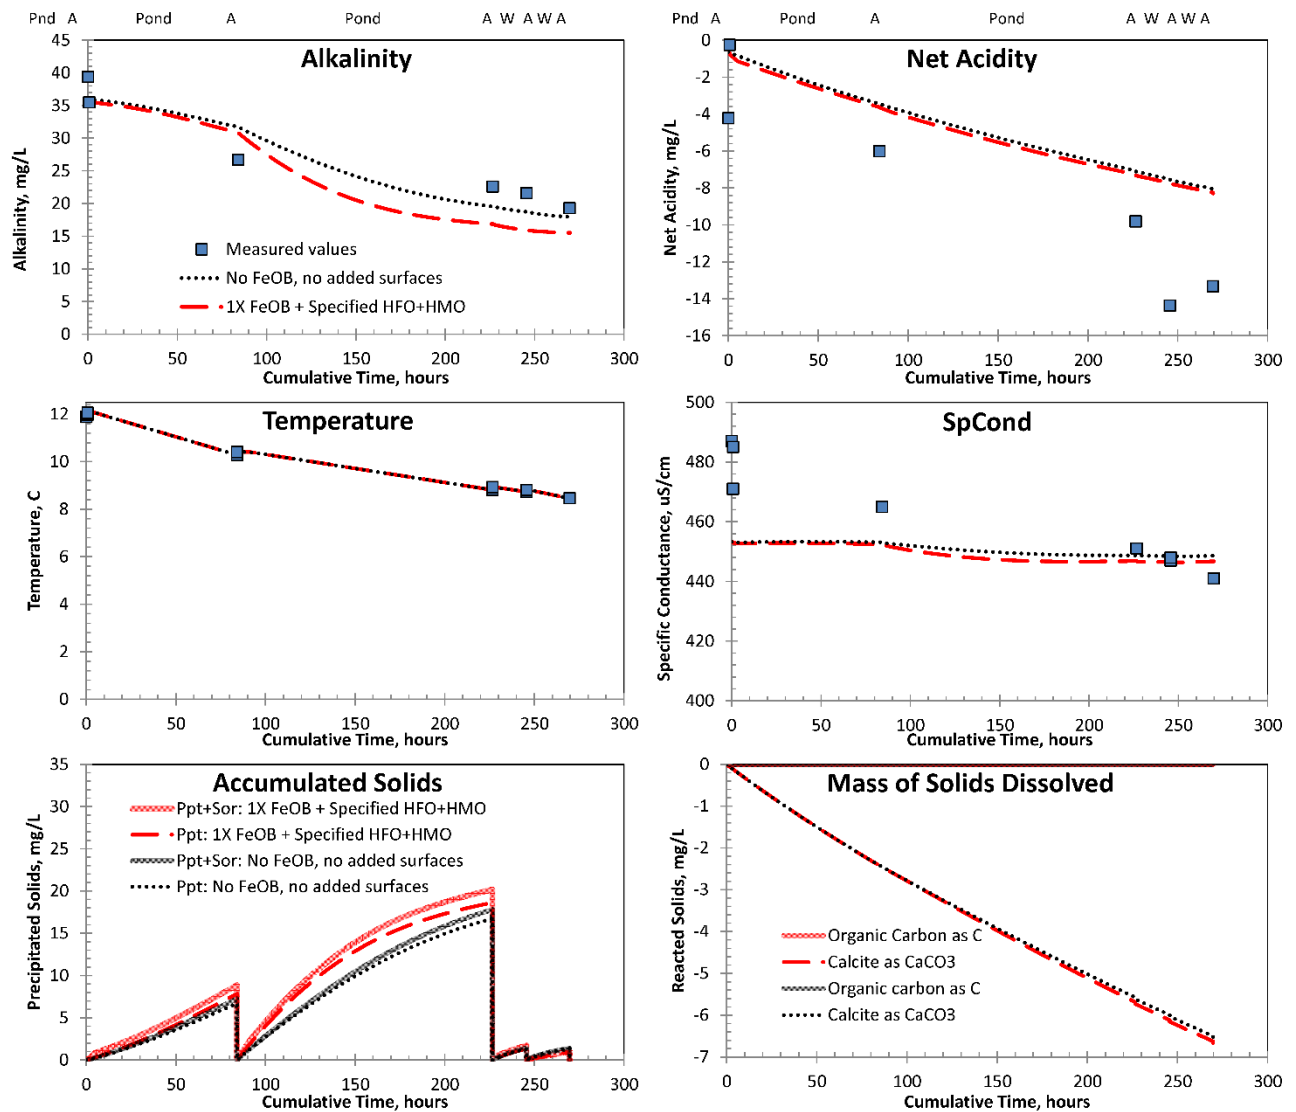 Pnd A Pond A Pond A W A W A
Pnd A Pond A Pond A W A W A
Alkalinity
Alkalinity, mg/L
45
40
35
30
25
20
15
10
5
0
Measured values
No FeOB, no added surfaces
1X FeOB + Specified HFO+HMO
0 50 100 150 200 250 300
Cumulative Time, hours
Net Acidity
Net Acidity, mg/L
0
-2
-4
-6
-8
-10
-12
-14
-16
0 50 100 150 200 250 300
Cumulative Time, hours
Temperature
Temperature, C
12
10
8
6
4
2
0
0 50 100 150 200 250 300
Cumulative Time, hours
SpCond
Specific Conductance, uS/cm
500
480
460
440
420
400
0 50 100 150 200 250 300
Cumulative Time, hours
Accumulated Solids
Precipitated Solids, mg/L
35
30
25
20
15
10
5
0
Ppt+Sor: 1X FeOB + Specified HFO+HMO
Ppt: 1X FeOB + Specified HFO+HMO
Ppt+Sor: No FeOB, no added surfaces
Ppt: No FeOB, no added surfaces
0 50 100 150 200 250 300
Cumulative Time, hours
Mass of Solids Dissolved
Reacted Solids, mg/L
0
-1
-2
-3
-4
-5
-6
-7
Organic Carbon as C
Calcite as CaCO3
Organic carbon as C
Calcite as CaCO3
0 50 100 150 200 250 300
Cumulative Time, hours